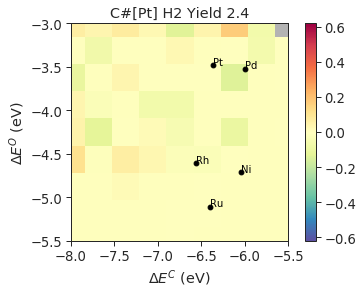 C#[Pt] H2 Yield 2.4
−3.0
−3.5
−4.0
−4.5
−5.0
−5.5
ΔE^O (eV)
Pt
Pd
Rh
Ni
Ru
−8.0 −7.5 −7.0 −6.5 −6.0 −5.5
ΔE^C (eV)
0.6
0.4
0.2
0.0
−0.2
−0.4
−0.6